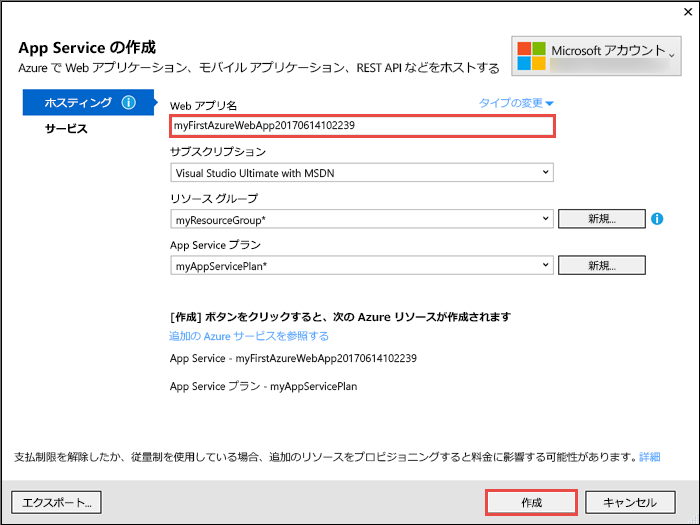 App Service の作成
Azure で Web アプリケーション、モバイル アプリケーション、REST API などをホストする
Microsoft アカウント
ホスティング
サービス
Web アプリ名
タイプの変更
myFirstAzureWebApp20170614102239
サブスクリプション
Visual Studio Ultimate with MSDN
リソース グループ
myResourceGroup*
新規...
App Service プラン
myAppServicePlan*
新規...
[作成] ボタンをクリックすると、次の Azure リソースが作成されます
追加の Azure サービスを参照する
App Service - myFirstAzureWebApp20170614102239
App Service プラン - myAppServicePlan
支払制限を解除したか、従量制を使用している場合、追加のリソースをプロビジョニングすると料金に影響する可能性があります。詳細
エクスポート...
作成
キャンセル